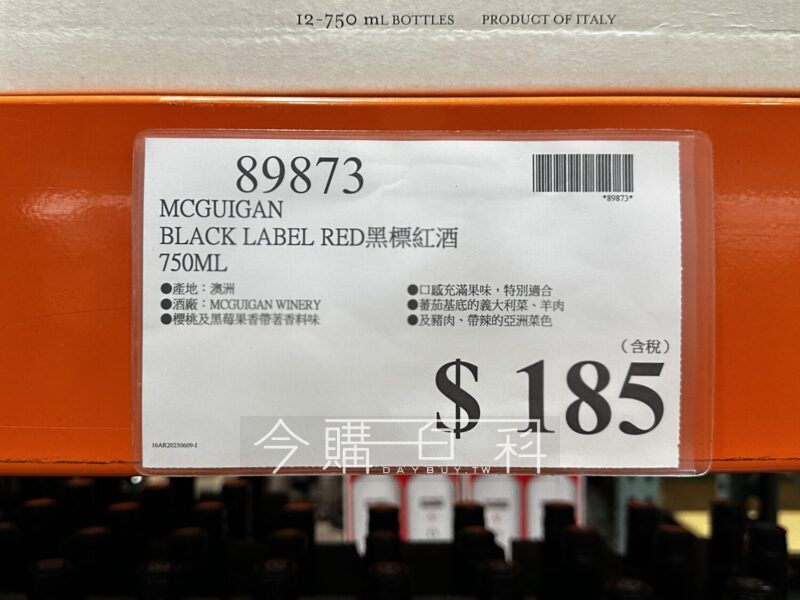 12-750 mL BOTTLES PRODUCT OF ITALY
89873
*89873*
MCGUIGAN
BLACK LABEL RED黑標紅酒
750ML
●產地：澳洲
●酒廠：MCGUIGAN WINERY
●櫻桃及黑莓果香帶著香料味
●口感充滿果味，特別適合
●蕃茄基底的義大利菜、羊肉
●及豬肉、帶辣的亞洲菜色
（含稅）
$ 185
16AR20250609-1
今購百科
DAYBUY.TW